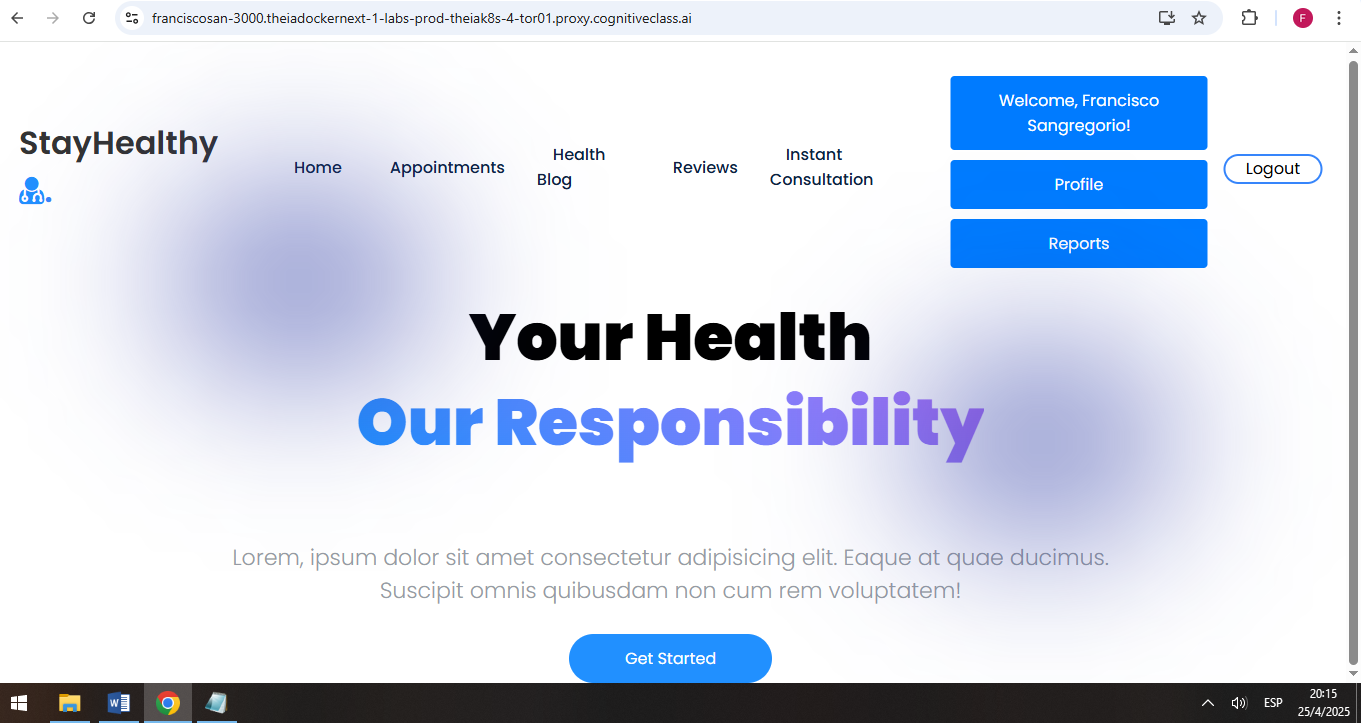 franciscosan-3000.theiadockernext-1-labs-prod-theiak8s-4-tor01.proxy.cognitiveclass.ai
F
StayHealthy
Home
Appointments
Health
Blog
Reviews
Instant
Consultation
Welcome, Francisco
Sangregorio!
Profile
Reports
Logout
Your Health
Our Responsibility
Lorem, ipsum dolor sit amet consectetur adipisicing elit. Eaque at quae ducimus.
Suscipit omnis quibusdam non cum rem voluptatem!
Get Started
W
ESP
20:15
25/4/2025